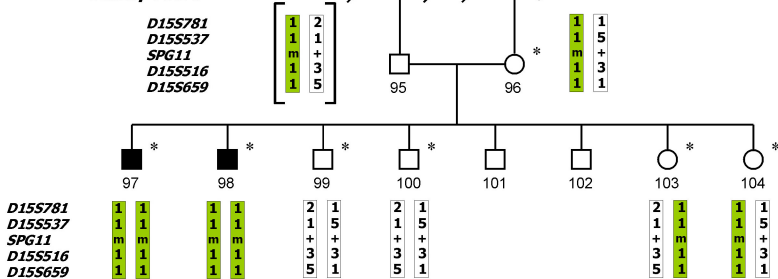 D15S781 1 2 1 1
D15S537 1 1 1 5
SPG11 m + m +
D15S516 1 3 1 3
D15S659 1 5 1 1
*
95 96
* * * * * *
97 98 99 100 101 102 103 104
D15S781 1 1 1 1 2 1 2 1 2 1 1 1
D15S537 1 1 1 1 1 5 1 5 1 1 1 5
SPG11 m m m m + + + + + m m +
D15S516 1 1 1 1 3 3 3 3 3 1 1 3
D15S659 1 1 1 1 5 1 5 1 5 1 1 1